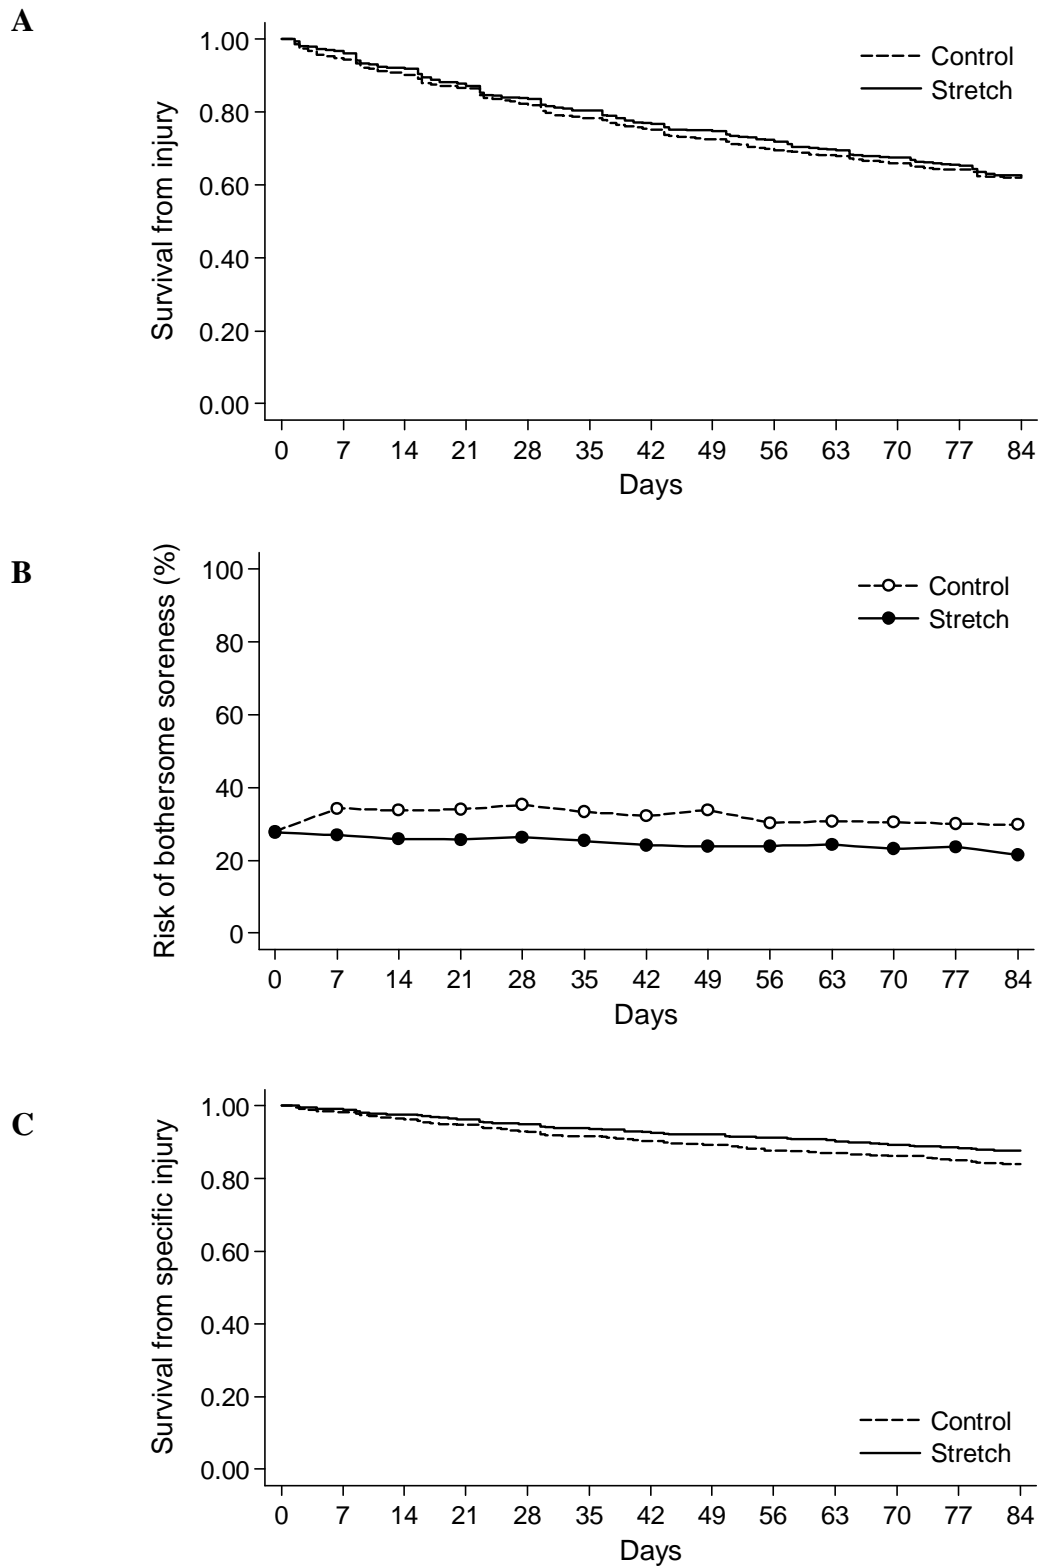 A
Survival from injury
1.00
0.80
0.60
0.40
0.20
0.00
Control
Stretch
0 7 14 21 28 35 42 49 56 63 70 77 84
Days
B
Risk of bothersome soreness (%)
100
80
60
40
20
0
Control
Stretch
0 7 14 21 28 35 42 49 56 63 70 77 84
Days
C
Survival from specific injury
1.00
0.80
0.60
0.40
0.20
0.00
Control
Stretch
0 7 14 21 28 35 42 49 56 63 70 77 84
Days